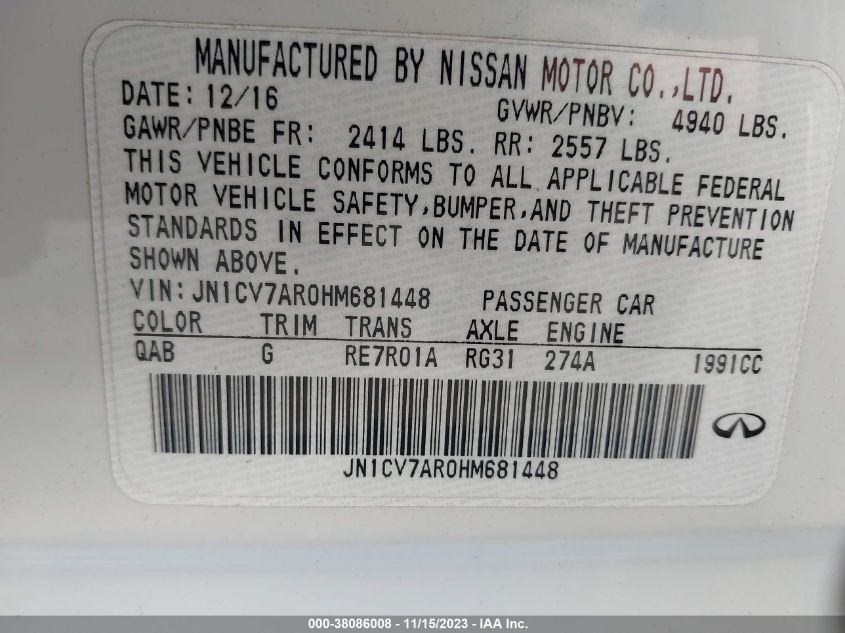 MANUFACTURED BY NISSAN MOTOR CO.,LTD.
DATE: 12/16 GVWR/PNBV: 4940 LBS.
GAWR/PNBE FR: 2414 LBS. RR: 2557 LBS.
THIS VEHICLE CONFORMS TO ALL APPLICABLE FEDERAL
MOTOR VEHICLE SAFETY,BUMPER,AND THEFT PREVENTION
STANDARDS IN EFFECT ON THE DATE OF MANUFACTURE
SHOWN ABOVE.
VIN: JN1CV7AR0HM681448 PASSENGER CAR
COLOR TRIM TRANS AXLE ENGINE
QAB G RE7R01A RG31 274A 1991CC
JN1CV7AR0HM681448
000-38086008 - 11/15/2023 - IAAI Inc.